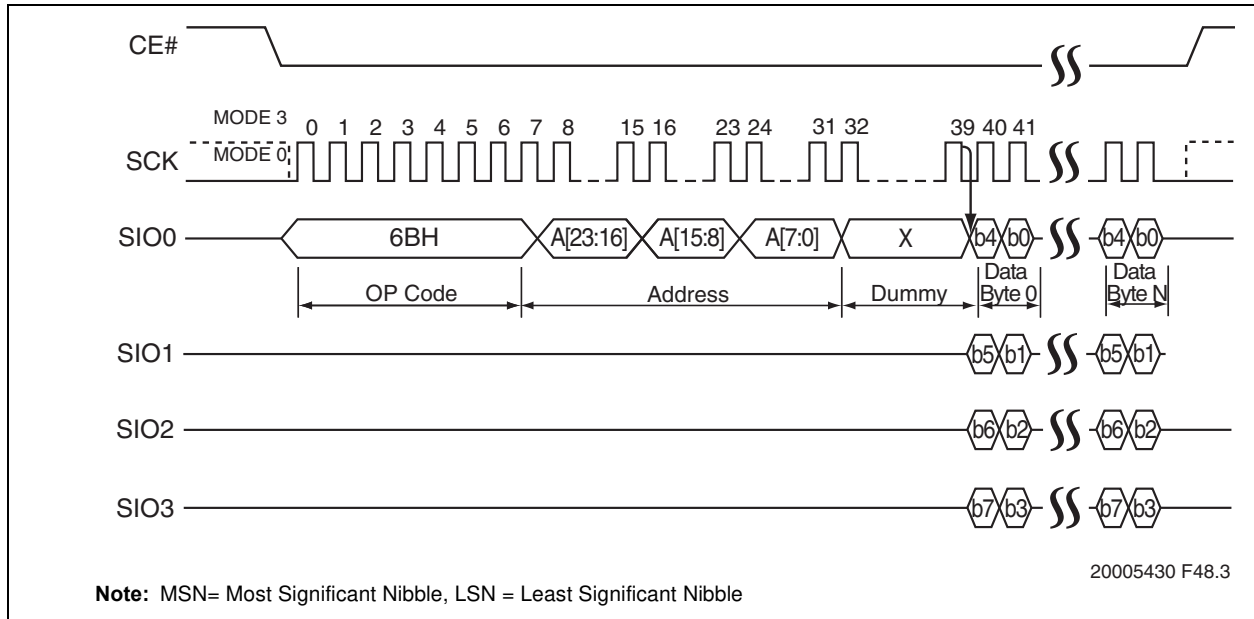 CE#
MODE 3
0 1 2 3 4 5 6 7 8 15 16 23 24 31 32 39 40 41
SCK
MODE 0
SIO0 6BH A[23:16] A[15:8] A[7:0] X b4 b0 b4 b0
OP Code Address Dummy Data Byte 0 Data Byte N
SIO1 b5 b1 b5 b1
SIO2 b6 b2 b6 b2
SIO3 b7 b3 b7 b3
20005430 F48.3
Note: MSN= Most Significant Nibble, LSN = Least Significant Nibble